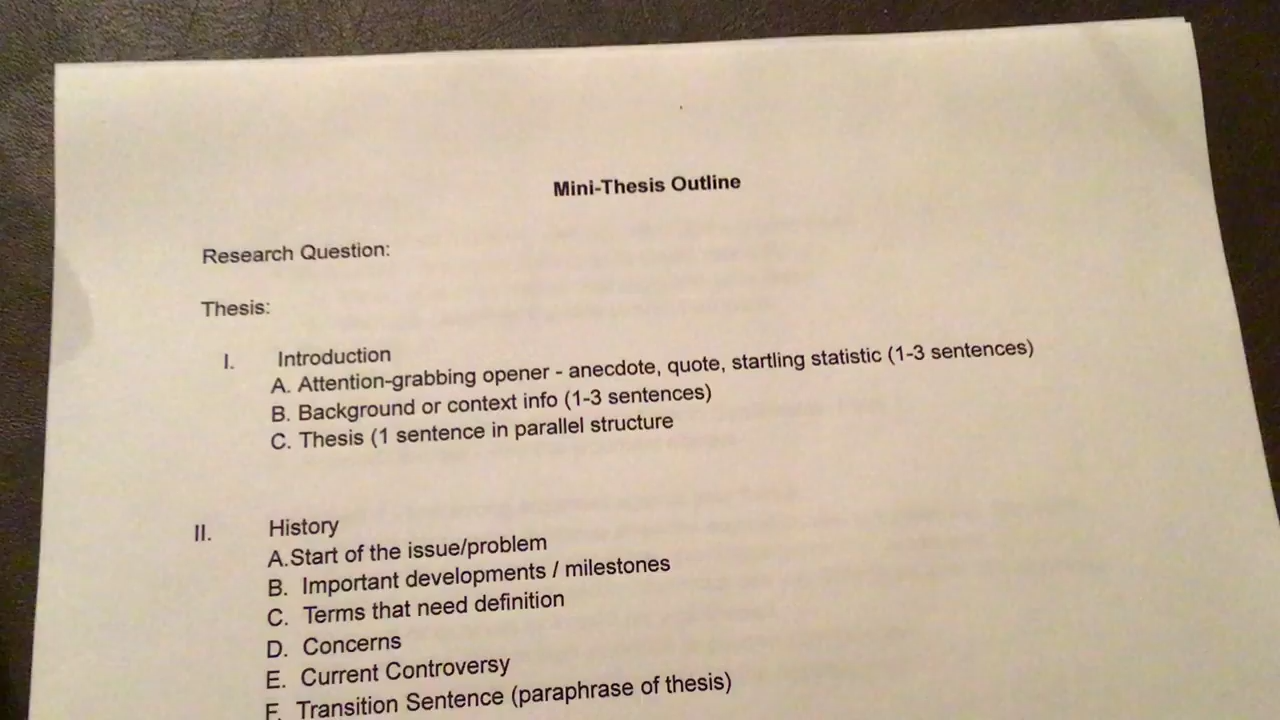 Mini-Thesis Outline
Research Question:
Thesis:
I. Introduction
A. Attention-grabbing opener - anecdote, quote, startling statistic (1-3 sentences)
B. Background or context info (1-3 sentences)
C. Thesis (1 sentence in parallel structure
II. History
A.Start of the issue/problem
B. Important developments / milestones
C. Terms that need definition
D. Concerns
E. Current Controversy
F. Transition Sentence (paraphrase of thesis)